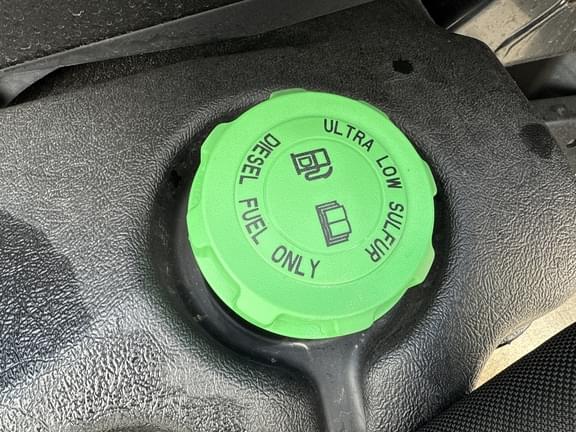 ULTRA LOW SULFUR
DIESEL FUEL ONLY